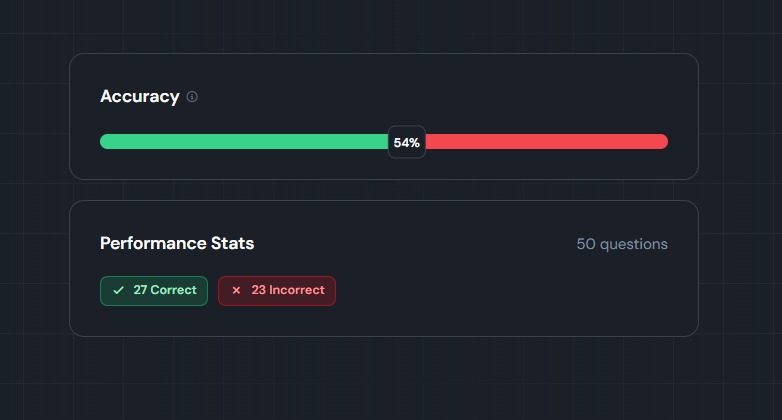 Accuracy
54%
Performance Stats
50 questions
27 Correct
23 Incorrect